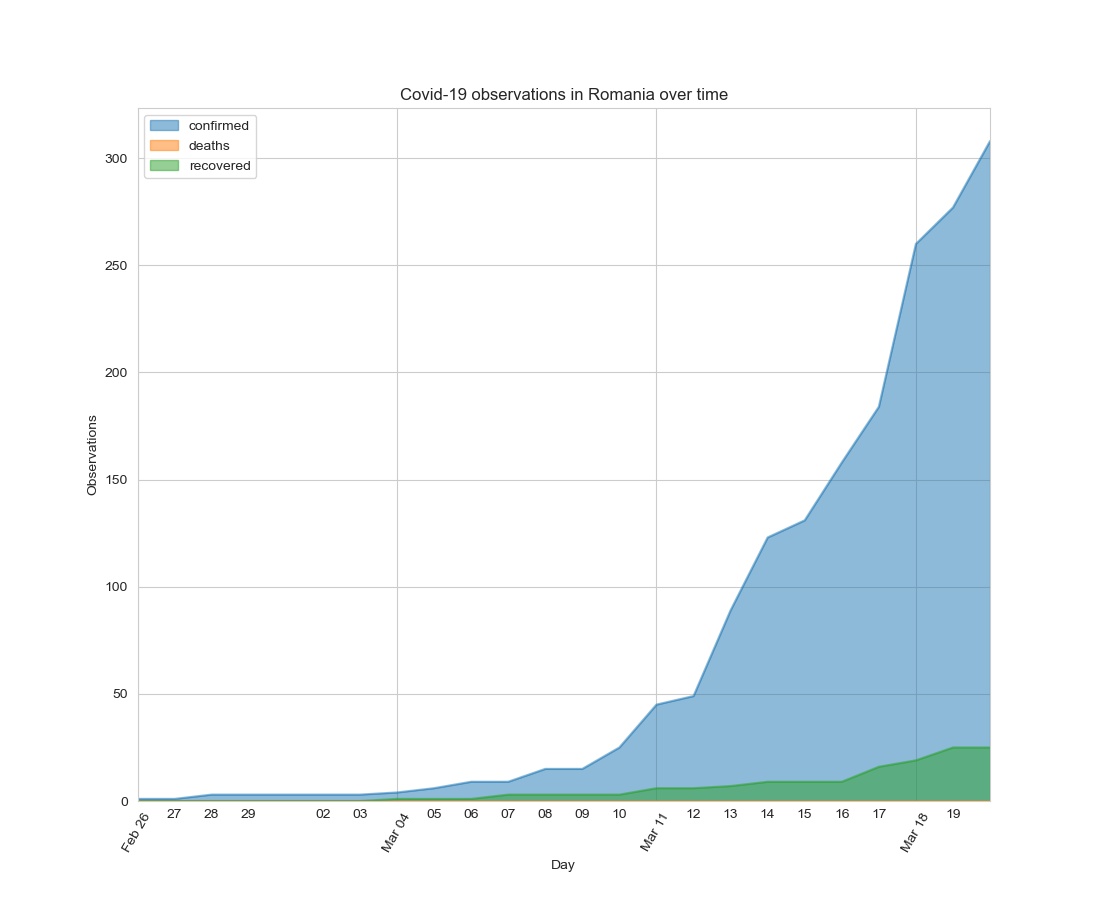 Covid-19 observations in Romania over time
confirmed
deaths
recovered
300
250
200
150
100
50
0
Observations
Feb 26
27
28
29
02
03
Mar 04
05
06
07
08
09
10
Mar 11
12
13
14
15
16
17
Mar 18
19
Day